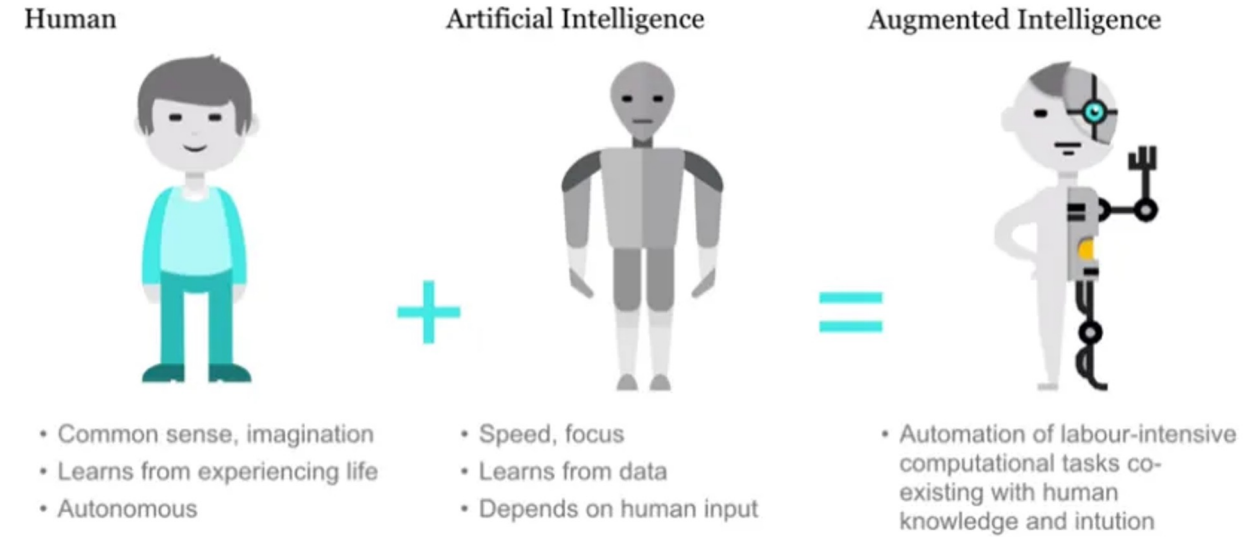 Human
Artificial Intelligence
Augmented Intelligence
• Common sense, imagination
• Learns from experiencing life
• Autonomous
• Speed, focus
• Learns from data
• Depends on human input
• Automation of labour-intensive
computational tasks co-
existing with human
knowledge and intution